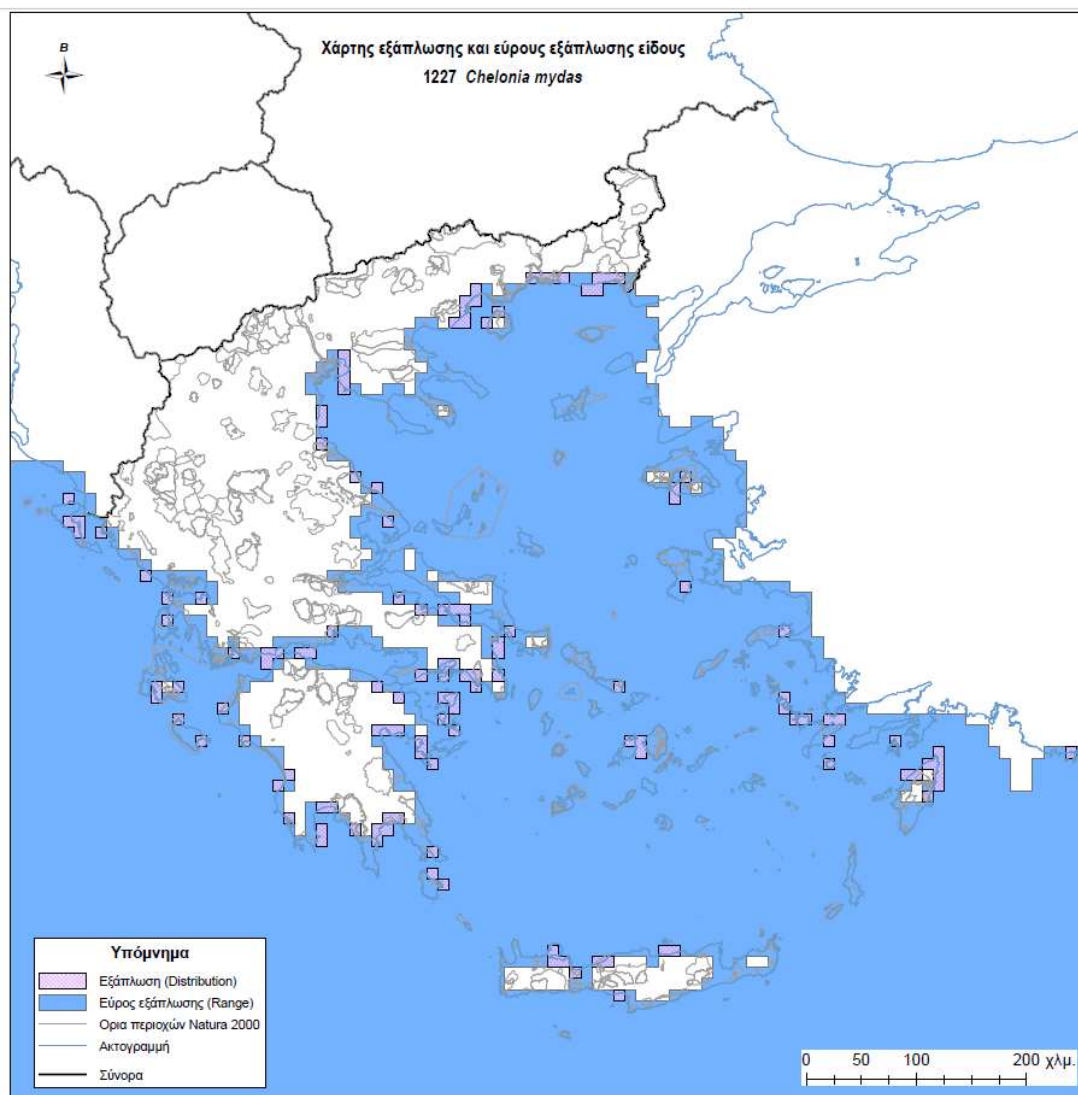 Χάρτης εξάπλωσης και εύρους εξάπλωσης είδους
1227 Chelonia mydas
Β
Υπόμνημα
Εξάπλωση (Distribution)
Εύρος εξάπλωσης (Range)
Ορια περιοχών Natura 2000
Ακτογραμμή
Σύνορα
0 50 100 200 χλμ.